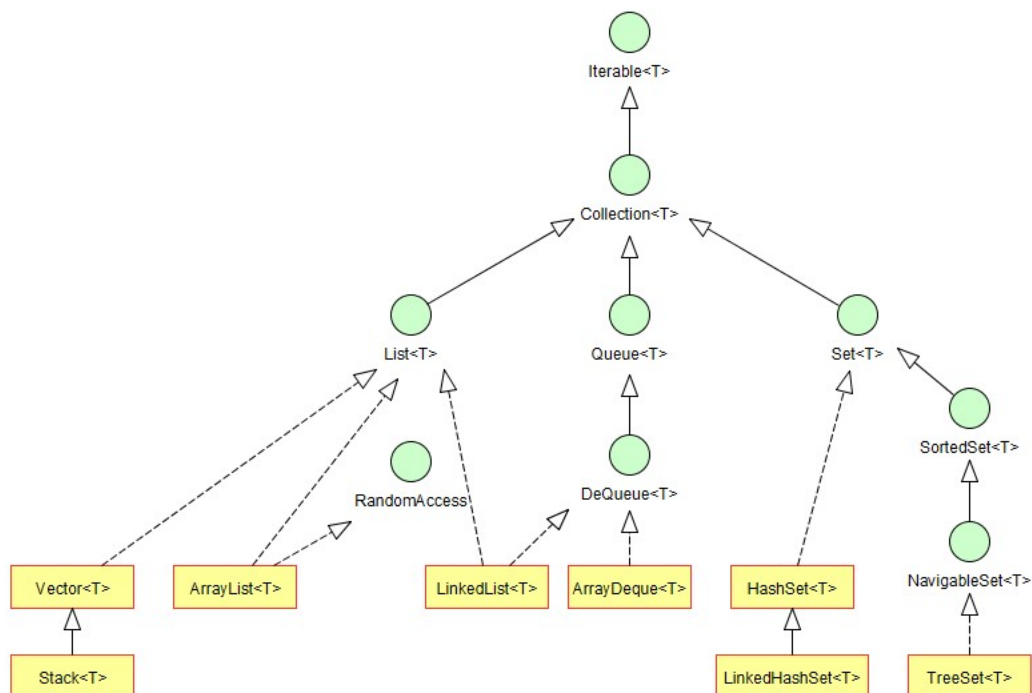 Iterable<T>
Collection<T>
List<T>
Queue<T>
Set<T>
SortedSet<T>
RandomAccess
DeQueue<T>
NavigableSet<T>
Vector<T>
ArrayList<T>
LinkedList<T>
ArrayDeque<T>
HashSet<T>
Stack<T>
LinkedHashSet<T>
TreeSet<T>